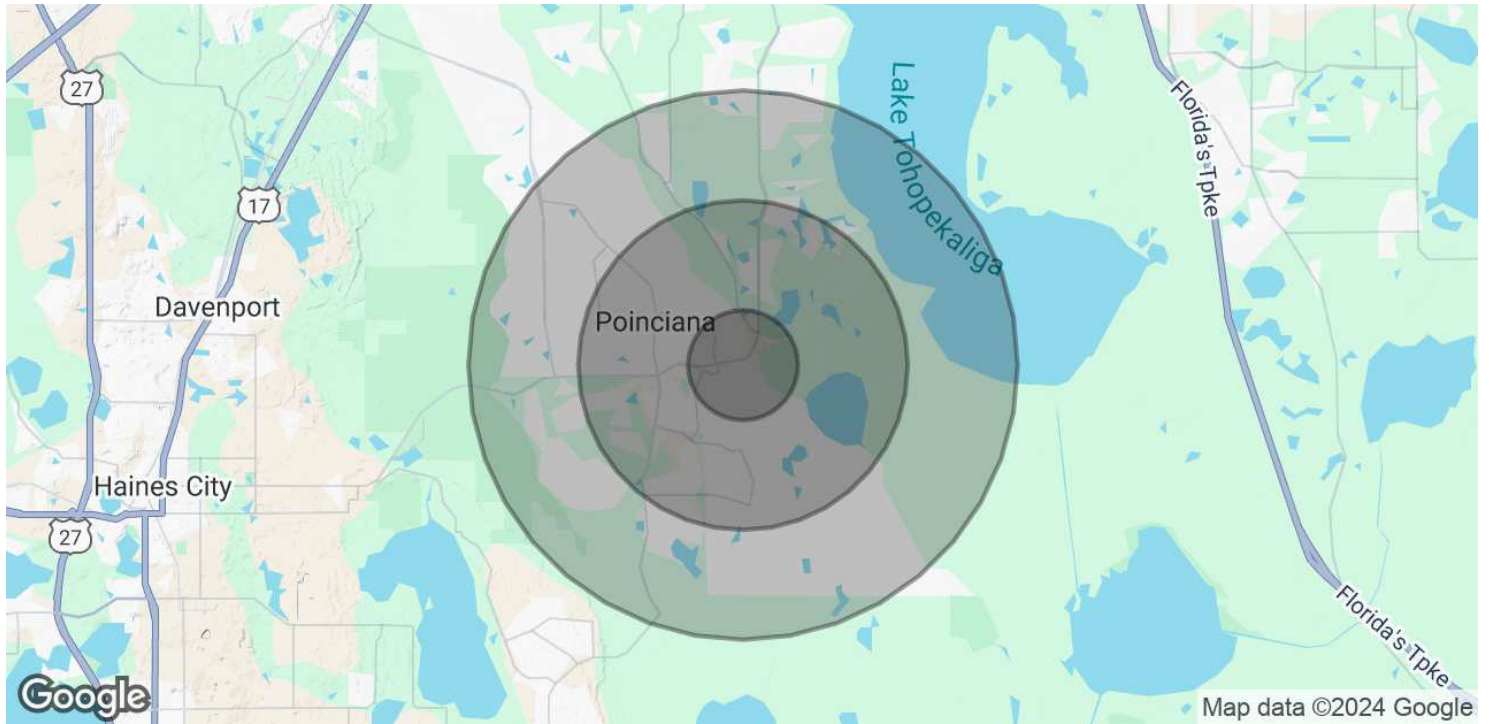 27
Florida's Tpke
Lake Tohopekaliga
17
Davenport
Poinciana
Haines City
27
Florida's Tpke
Google
Map data ©2024 Google